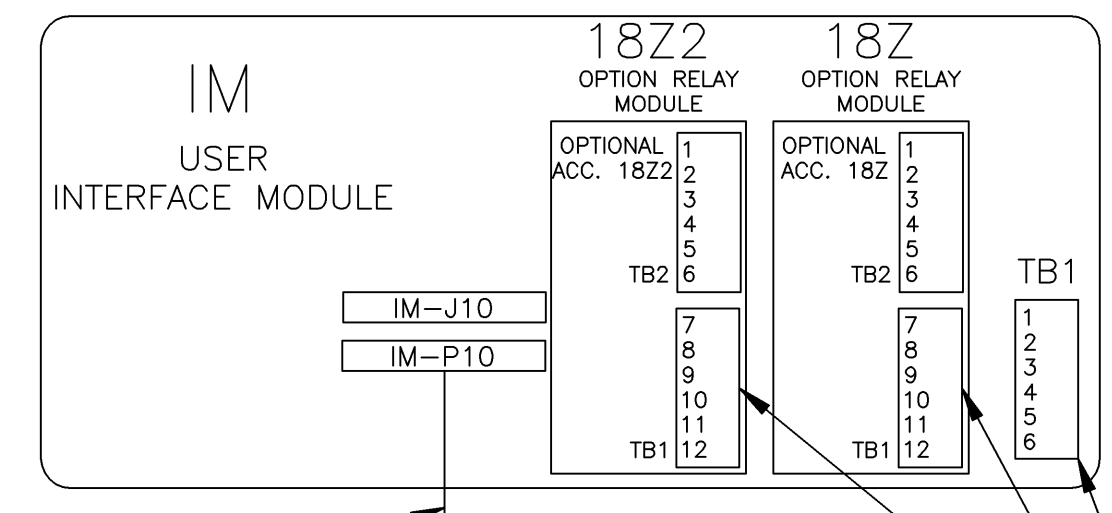 IM
USER
INTERFACE MODULE
IM-J10
IM-P10
18Z2
OPTION RELAY
MODULE
OPTIONAL
ACC. 18Z2
1
2
3
4
5
TB2 6
7
8
9
10
11
TB1 12
18Z
OPTION RELAY
MODULE
OPTIONAL
ACC. 18Z
1
2
3
4
5
TB2 6
7
8
9
10
11
TB1 12
TB1
1
2
3
4
5
6